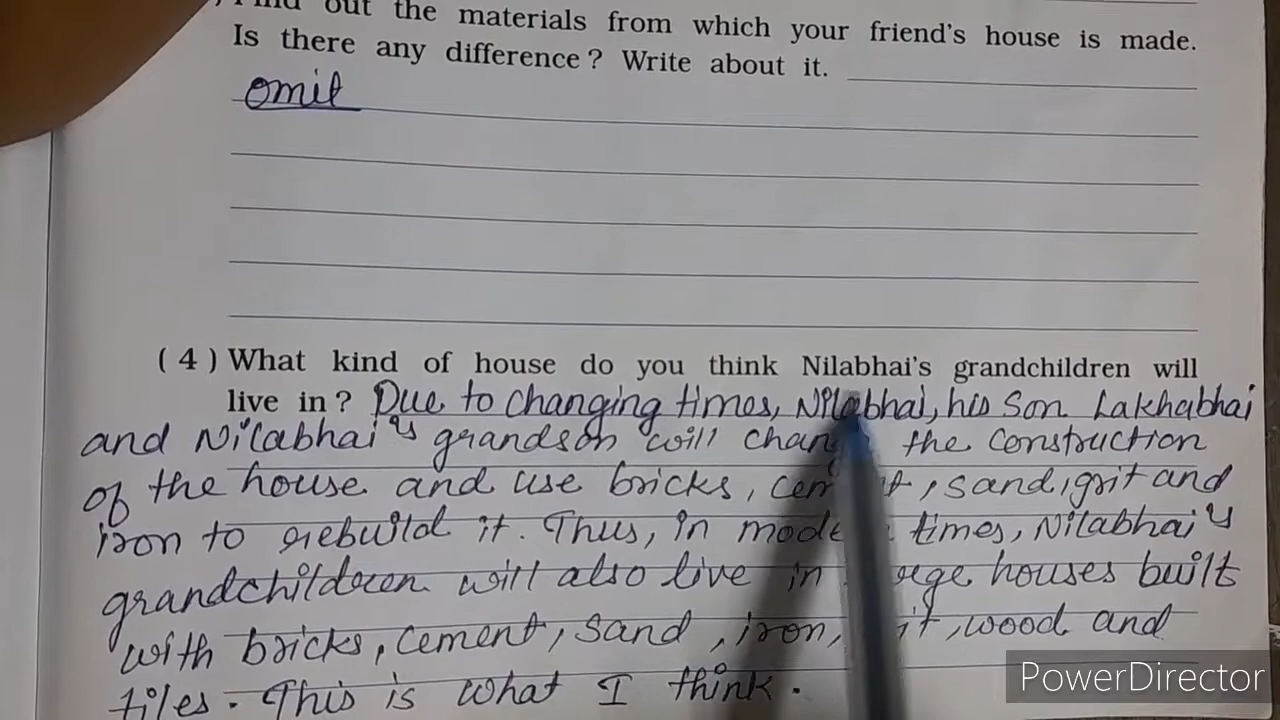 Find out the materials from which your friend's house is made.
Is there any difference? Write about it.
omit
(4) What kind of house do you think Nilabhai's grandchildren will
live in? Due to changing times, Nilabhai, his son Lakhabhai
and Nilabhai's grandson will the construction
of the house and use bricks, , sand, grit and
iron to rebuild it. Thus, in times, Nilabhai's
grandchildren will also live in houses built
with bricks, cement, sand, iron, , wood and
tiles. This is what I think.
PowerDirector